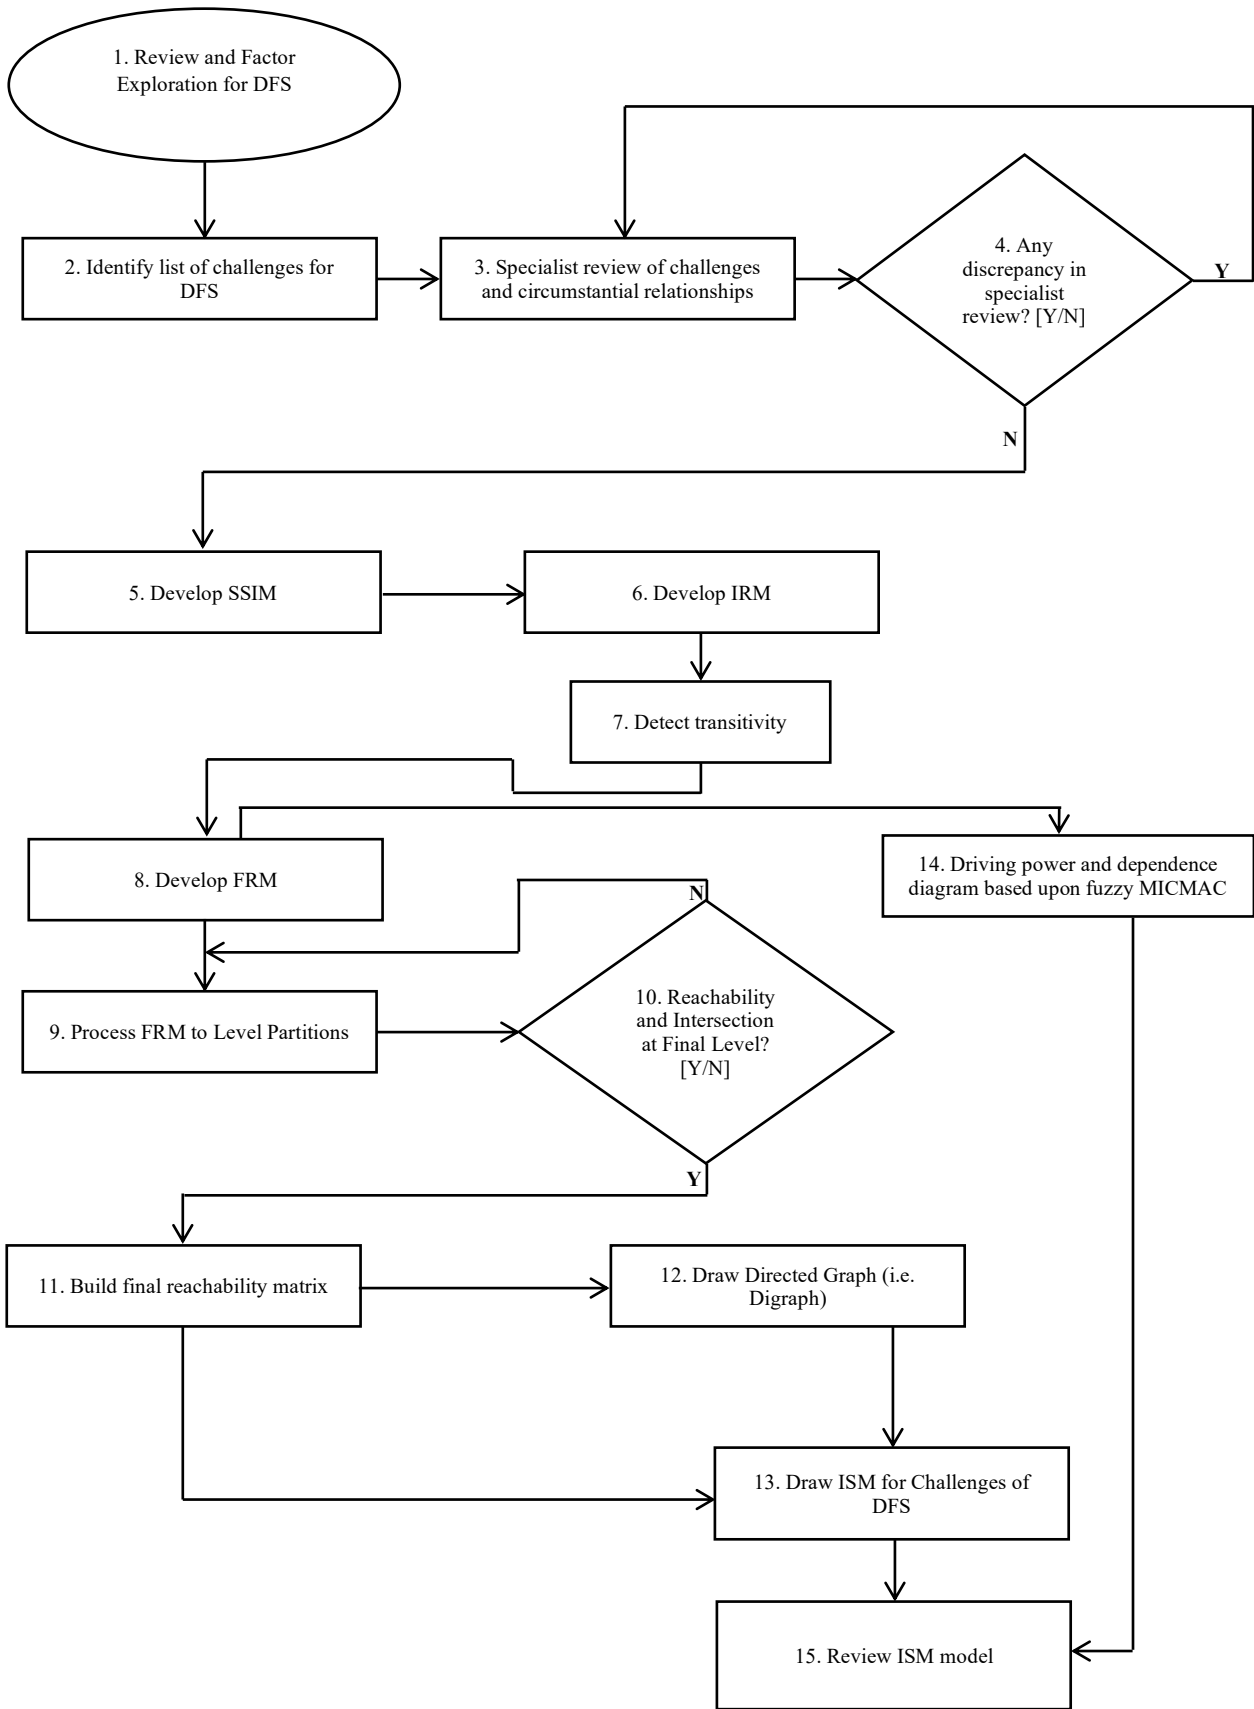 1. Review and Factor
Exploration for DFS
2. Identify list of challenges for
DFS
3. Specialist review of challenges
and circumstantial relationships
4. Any
discrepancy in
specialist
review? [Y/N]
Y
N
5. Develop SSIM
6. Develop IRM
7. Detect transitivity
8. Develop FRM
14. Driving power and dependence
diagram based upon fuzzy MICMAC
N
9. Process FRM to Level Partitions
10. Reachability
and Intersection
at Final Level?
[Y/N]
Y
11. Build final reachability matrix
12. Draw Directed Graph (i.e.
Digraph)
13. Draw ISM for Challenges of
DFS
15. Review ISM model